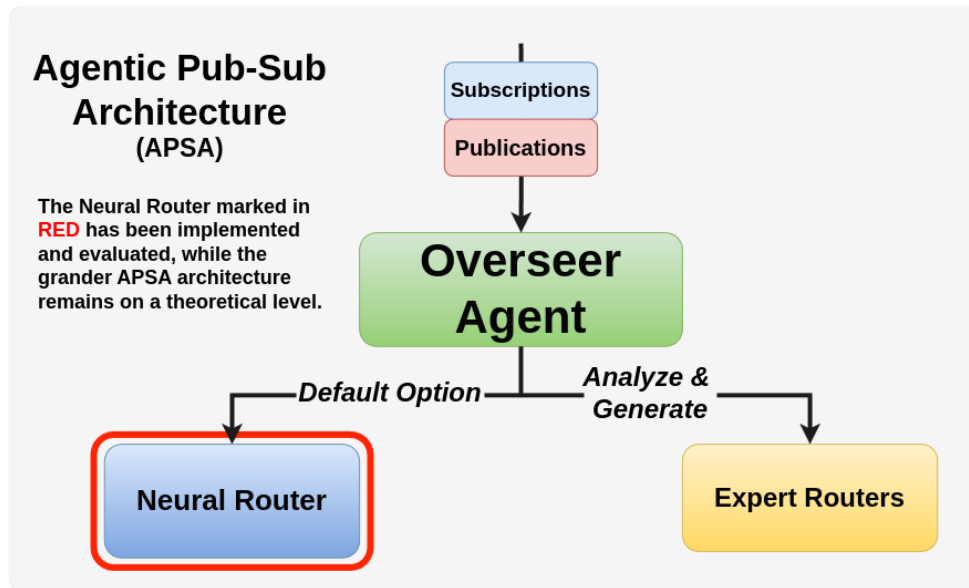 Agentic Pub-Sub
Architecture
(APSA)
The Neural Router marked in
RED has been implemented
and evaluated, while the
grander APSA architecture
remains on a theoretical level.
Subscriptions
Publications
Overseer
Agent
Default Option
Analyze &
Generate
Neural Router
Expert Routers